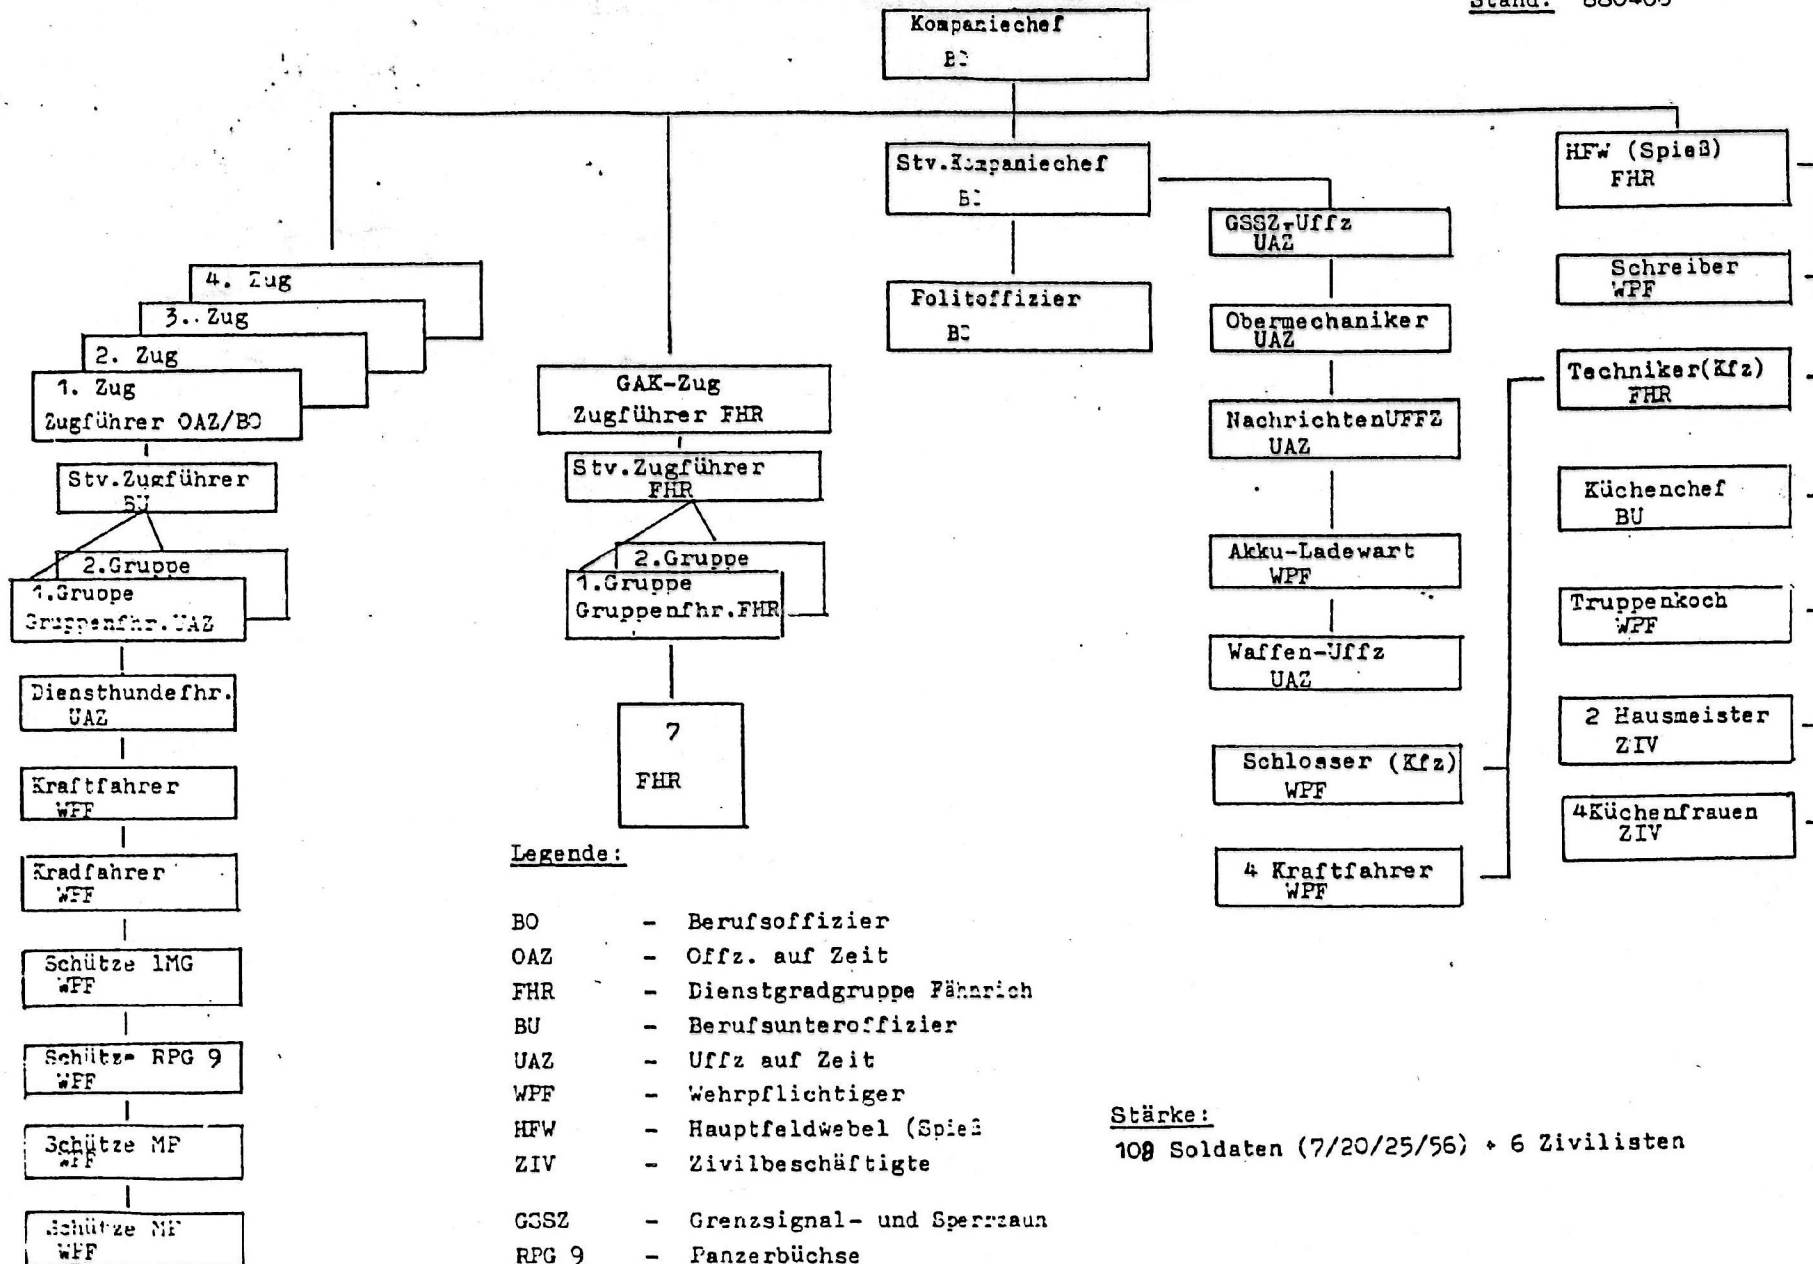 Stand: 880406
Kompaniechef
BO
Stv.Kompaniechef
BO
Politoffizier
BO
HFW (Spieß)
FHR
Schreiber
WPF
Techniker(Kfz)
FHR
Küchenchef
BU
Truppenkoch
WPF
2 Hausmeister
ZIV
4Küchenfrauen
ZIV
GSSZ-Uffz
UAZ
Obermechaniker
UAZ
NachrichtenUFFZ
UAZ
Akku-Ladewart
WPF
Waffen-Uffz
UAZ
Schlosser (Kfz)
WPF
4 Kraftfahrer
WPF
4. Zug
3. Zug
2. Zug
1. Zug
Zugführer OAZ/BO
Stv.Zugführer
BU
2.Gruppe
1.Gruppe
Gruppenfhr.UAZ
Diensthundefhr.
UAZ
Kraftfahrer
WPF
Kradfahrer
WPF
Schütze lMG
WPF
Schütze RPG 9
WPF
Schütze MP
WPF
Schütze MP
WPF
GAK-Zug
Zugführer FHR
Stv.Zugführer
FHR
2.Gruppe
1.Gruppe
Gruppenfhr.FHR
7
FHR
Legende:
BO – Berufsoffizier
OAZ – Offz. auf Zeit
FHR – Dienstgradgruppe Fähnrich
BU – Berufsunteroffizier
UAZ – Uffz auf Zeit
WPF – Wehrpflichtiger
HFW – Hauptfeldwebel (Spieß
ZIV – Zivilbeschäftigte
GSSZ – Grenzsignal- und Sperrzaun
RPG 9 – Panzerbüchse
Stärke:
108 Soldaten (7/20/25/56) + 6 Zivilisten